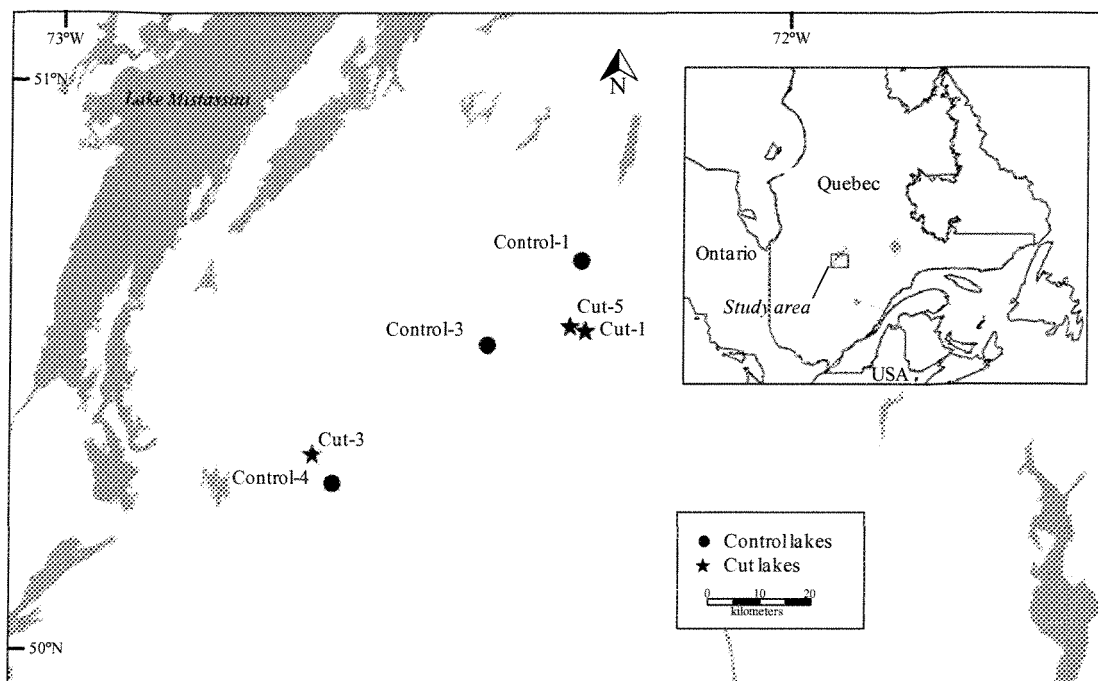 73°W
72°W
51°N
Lake Mistassini
N
Quebec
Ontario
Study area
USA
Control-1
Cut-5
Cut-1
Control-3
Cut-3
Control-4
Control lakes
Cut lakes
0 10 20
kilometers
50°N